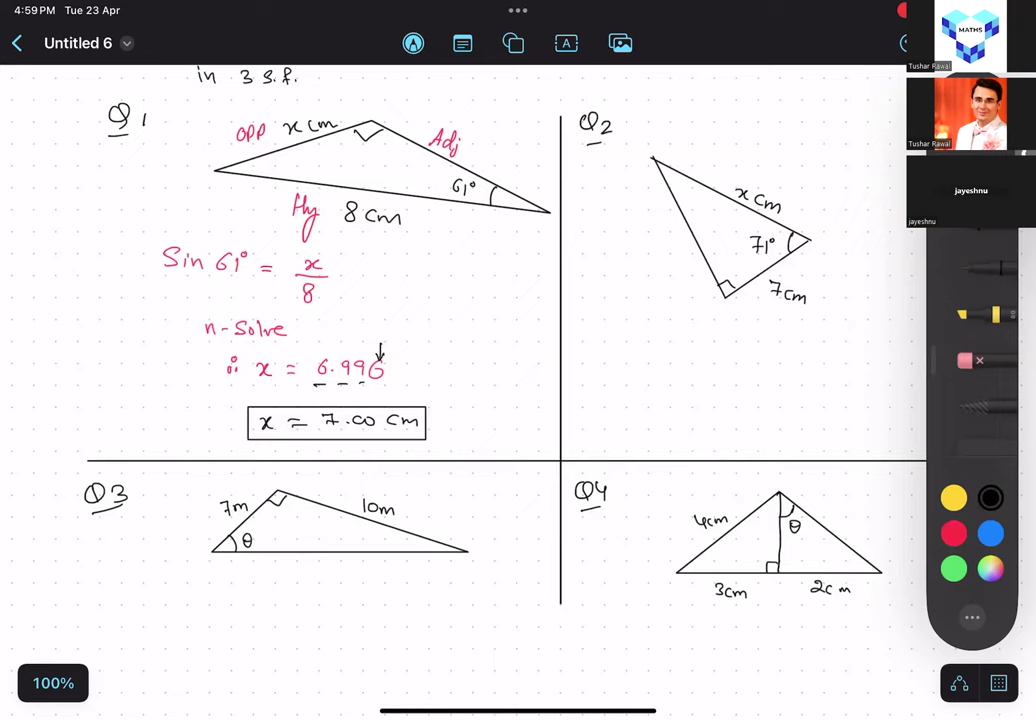 4:59 PM Tue 23 Apr
Untitled 6
MATHS
Tushar Rawal
Tushar Rawal
jayeshnu
jayeshnu
in 3 s.f.
Q1
opp x cm
Adj
61°
Hy 8 cm
Sin 61° = x/8
n-Solve
∴ x = 6.996
x = 7.00 cm
Q2
x cm
71°
7cm
Q3
7m
10m
θ
Q4
4cm
θ
3cm
2cm
100%
A